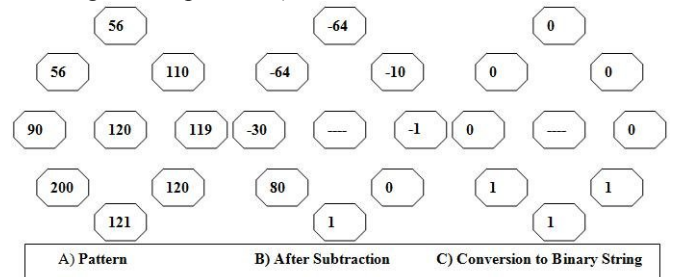 56 -64 0
56 110 -64 -10 0 0
90 120 119 -30 ---- -1 0 ---- 0
200 120 80 0 1 1
121 1 1
A) Pattern B) After Subtraction C) Conversion to Binary String